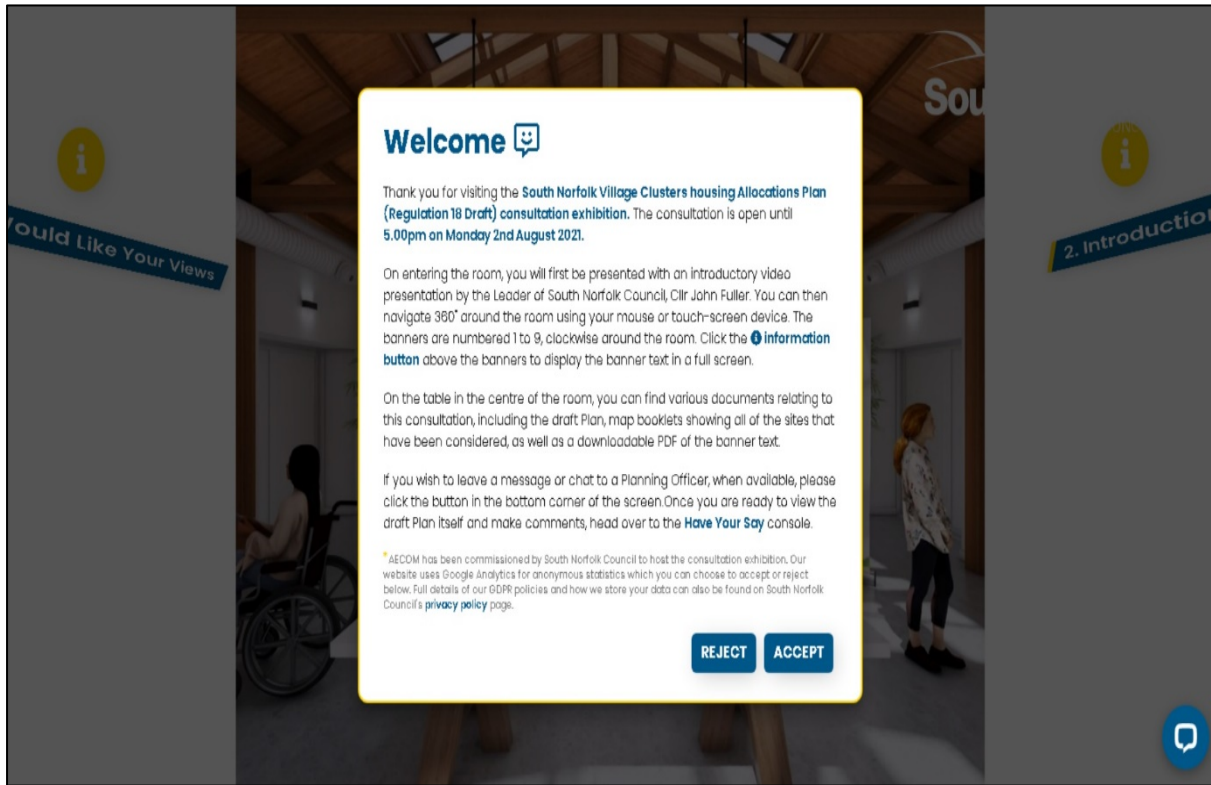 Sou
ould Like Your Views
2. Introductio
Welcome
Thank you for visiting the South Norfolk Village Clusters housing Allocations Plan
(Regulation 18 Draft) consultation exhibition. The consultation is open until
5.00pm on Monday 2nd August 2021.
On entering the room, you will first be presented with an introductory video
presentation by the Leader of South Norfolk Council, Cllr John Fuller. You can then
navigate 360° around the room using your mouse or touch-screen device. The
banners are numbered 1 to 9, clockwise around the room. Click the i information
button above the banners to display the banner text in a full screen.
On the table in the centre of the room, you can find various documents relating to
this consultation, including the draft Plan, map booklets showing all of the sites that
have been considered, as well as a downloadable PDF of the banner text.
If you wish to leave a message or chat to a Planning Officer, when available, please
click the button in the bottom corner of the screen.Once you are ready to view the
draft Plan itself and make comments, head over to the Have Your Say console.
*AECOM has been commissioned by South Norfolk Council to host the consultation exhibition. Our
website uses Google Analytics for anonymous statistics which you can choose to accept or reject
below. Full details of our GDPR policies and how we store your data can also be found on South Norfolk
Council's privacy policy page.
REJECT ACCEPT